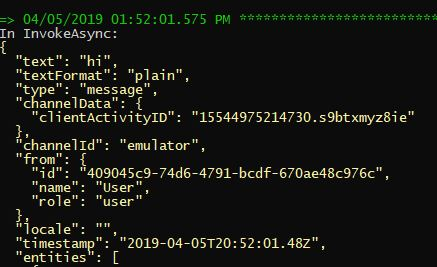 => 04/05/2019 01:52:01.575 PM **************************
In InvokeAsync:
{
"text": "hi",
"textFormat": "plain",
"type": "message",
"channelData": {
"clientActivityID": "15544975214730.s9btxmyz8ie"
},
"channelId": "emulator",
"from": {
"id": "409045c9-74d6-4791-bcdf-670ae48c976c",
"name": "User",
"role": "user"
},
"locale": "",
"timestamp": "2019-04-05T20:52:01.48Z",
"entities": [